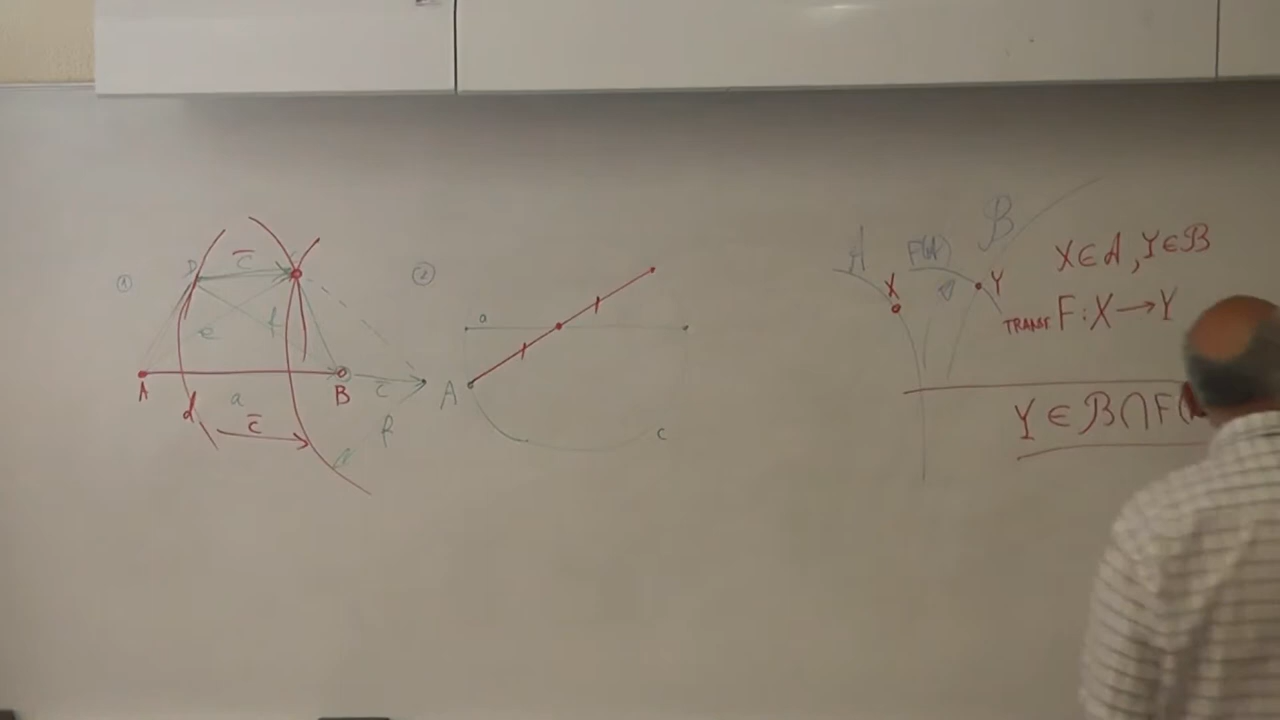 ①
D
c̄
e
f
A
B
a
c̄
d
c̄
f
②
a
A
c
A
F(A)
B
X
Y
X ∈ A, Y ∈ B
TRANSF F: X → Y
Y ∈ B ∩ F(